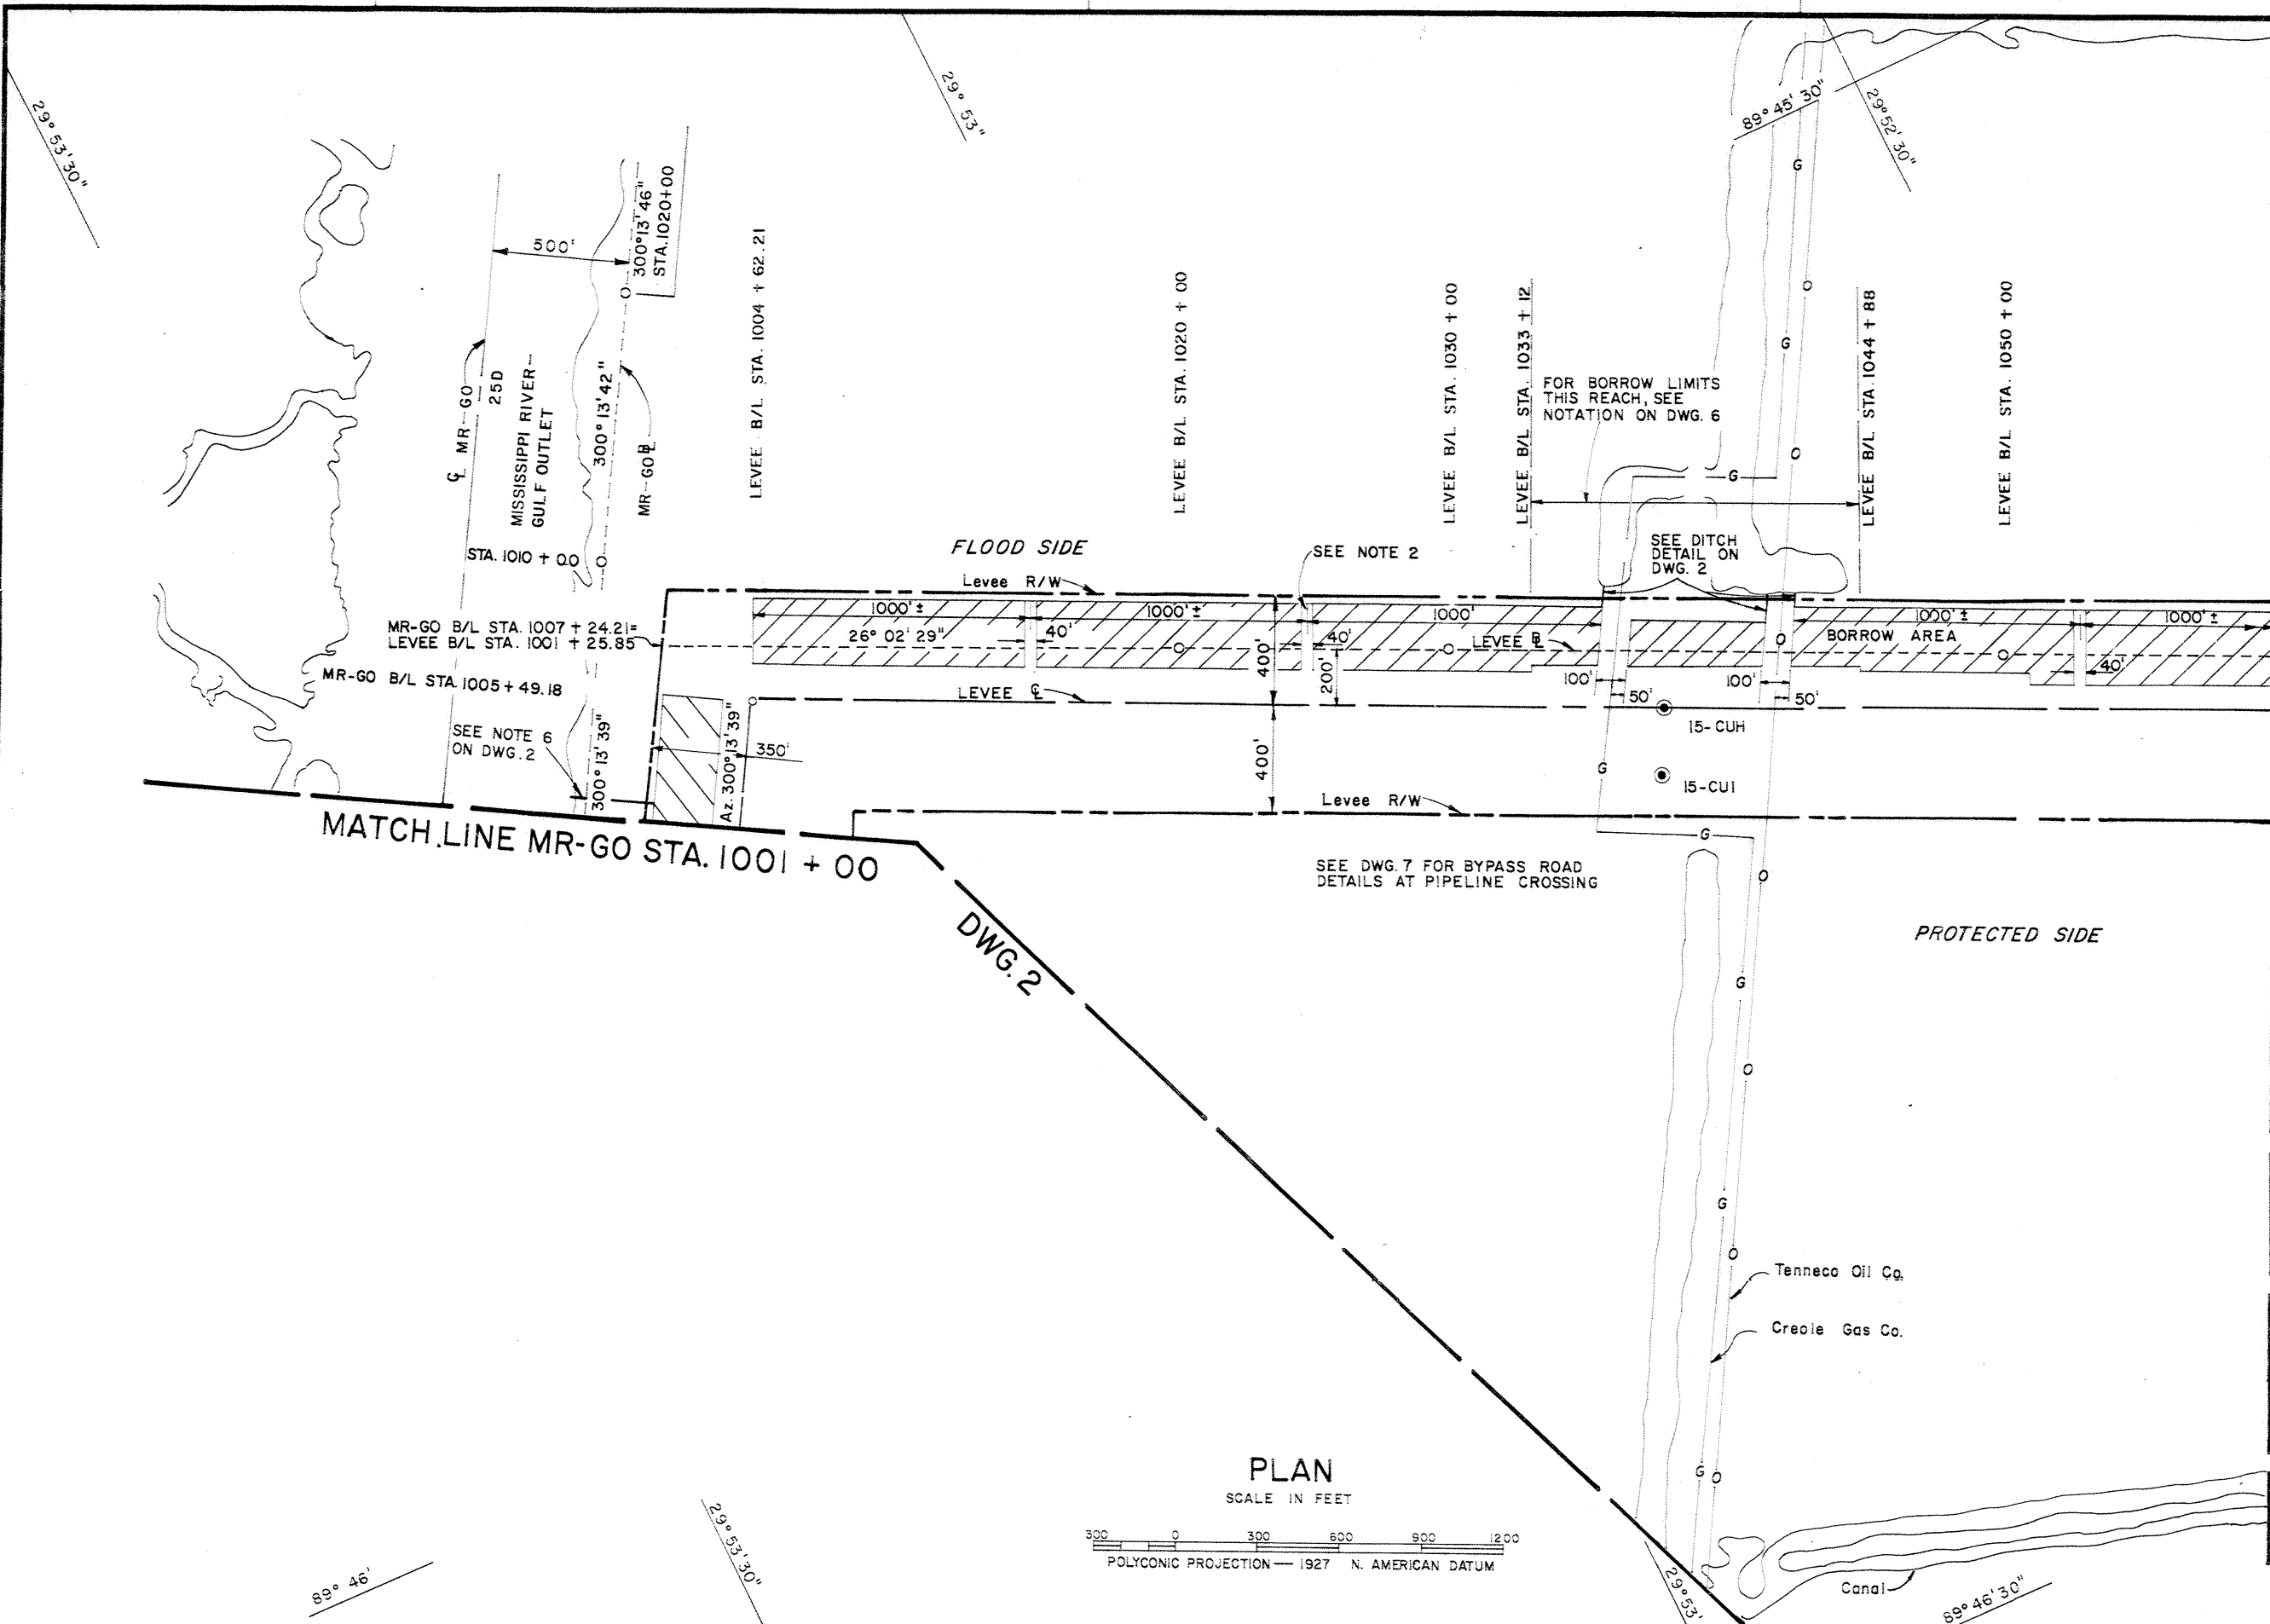 29° 53' 30"
29° 53"
89° 45' 30"
29° 52' 30"
500'
300° 13' 46"
STA. 1020+00
LEVEE B/L STA. 1004 + 62.21
LEVEE B/L STA. 1020 + 00
LEVEE B/L STA. 1030 + 00
LEVEE B/L STA. 1033 + 12
LEVEE B/L STA. 1044 + 88
LEVEE B/L STA. 1050 + 00
G
O
G
O
G
FOR BORROW LIMITS
THIS REACH, SEE
NOTATION ON DWG. 6
℄ MR-GO
25D
MISSISSIPPI RIVER-
GULF OUTLET
300° 13' 42"
MR-GO B/L
STA. 1010 + 00
FLOOD SIDE
Levee R/W
SEE NOTE 2
SEE DITCH
DETAIL ON
DWG. 2
1000' ±
1000' ±
1000'
1000' ±
1000' ±
MR-GO B/L STA. 1007 + 24.21=
LEVEE B/L STA. 1001 + 25.85
26° 02' 29"
40'
400'
40'
200'
LEVEE B/L
O
BORROW AREA
40'
MR-GO B/L STA. 1005 + 49.18
LEVEE ℄
100'
50'
100'
50'
15-CUH
SEE NOTE 6
ON DWG. 2
300° 13' 39"
Az. 300° 13' 39"
350'
400'
G
15-CUI
Levee R/W
MATCH LINE MR-GO STA. 1001 + 00
DWG. 2
SEE DWG. 7 FOR BYPASS ROAD
DETAILS AT PIPELINE CROSSING
G
O
PROTECTED SIDE
G
O
G
O
Tenneco Oil Co.
Creole Gas Co.
G O
PLAN
SCALE IN FEET
300 0 300 600 900 1200
POLYCONIC PROJECTION — 1927 N. AMERICAN DATUM
89° 46'
29° 53' 30"
29° 53'
Canal
89° 46' 30"